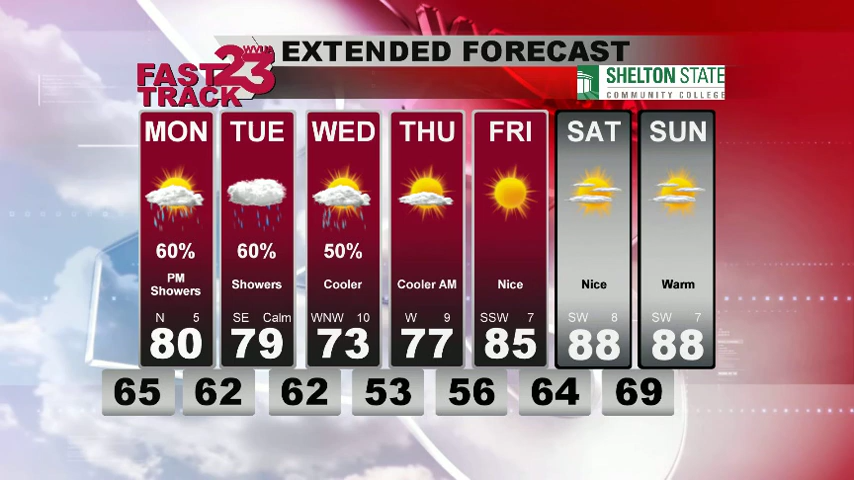 EXTENDED FORECAST
WVUA
23
FAST
TRACK
SHELTON STATE
COMMUNITY COLLEGE
MON TUE WED THU FRI SAT SUN
60% 60% 50%
PM
Showers Showers Cooler Cooler AM Nice Nice Warm
N 5 SE Calm WNW 10 W 9 SSW 7 SW 8 SW 7
80 79 73 77 85 88 88
65 62 62 53 56 64 69